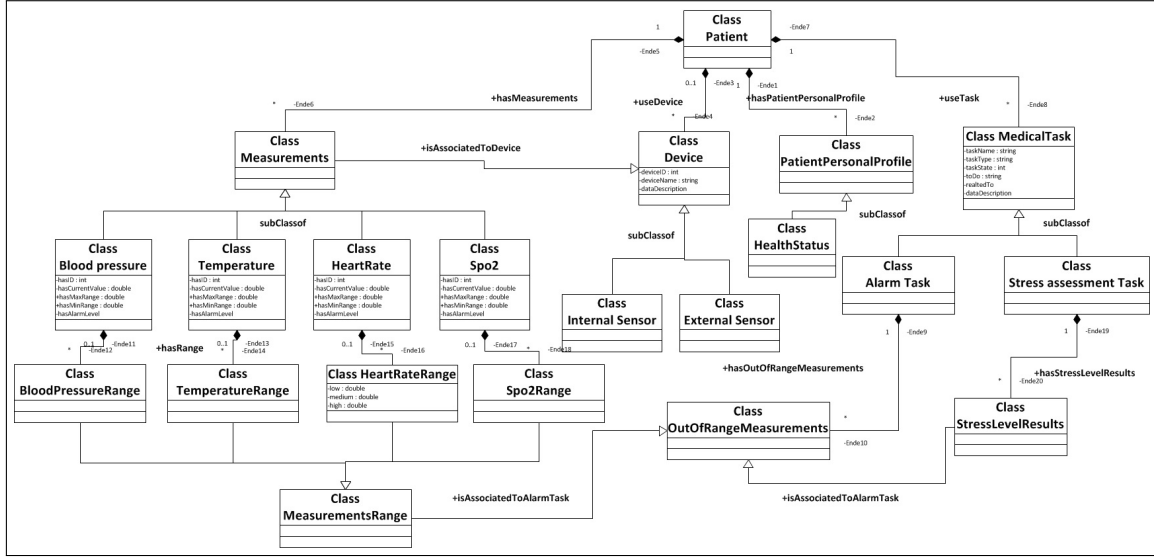 Class
Patient
1
-Ende5
-Ende7
1
0..1
-Ende3
1
-Ende1
+hasMeasurements
*
-Ende6
+useDevice
*
-Ende4
+hasPatientPersonalProfile
*
-Ende2
+useTask
*
-Ende8
Class
Measurements
+isAssociatedToDevice
Class
Device
-deviceID : int
-deviceName : string
-dataDescription
Class
PatientPersonalProfile
Class MedicalTask
-taskName : string
-taskType : string
-taskState : int
-toDo : string
-realtedTo
-dataDescription
subClassof
subClassof
subClassof
subClassof
Class
Blood pressure
-hasID : int
-hasCurrentValue : double
+hasMaxRange : double
+hasMinRange : double
-hasAlarmLevel
Class
Temperature
-hasID : int
-hasCurrentValue : double
+hasMaxRange : double
+hasMinRange : double
-hasAlarmLevel
Class
HeartRate
-hasID : int
-hasCurrentValue : double
+hasMaxRange : double
+hasMinRange : double
-hasAlarmLevel
Class
Spo2
-hasID : int
-hasCurrentValue : double
+hasMaxRange : double
+hasMinRange : double
-hasAlarmLevel
Class
HealthStatus
Class
Alarm Task
Class
Stress assessment Task
Class
Internal Sensor
Class
External Sensor
0..1
-Ende11
*
-Ende12
+hasRange
0..1
-Ende13
*
-Ende14
0..1
-Ende15
*
-Ende16
0..1
-Ende17
*
-Ende18
1
-Ende9
1
-Ende19
Class
BloodPressureRange
Class
TemperatureRange
Class HeartRateRange
-low : double
-medium : double
-high : double
Class
Spo2Range
+hasOutOfRangeMeasurements
+hasStressLevelResults
*
-Ende20
Class
OutOfRangeMeasurements
*
-Ende10
Class
StressLevelResults
Class
MeasurementsRange
+isAssociatedToAlarmTask
+isAssociatedToAlarmTask